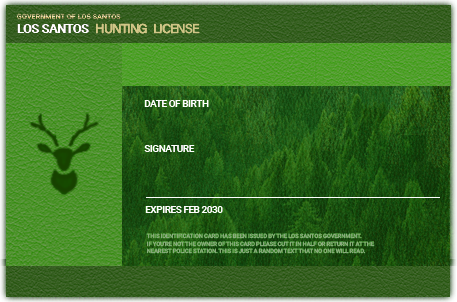 GOVERNMENT OF LOS SANTOS
LOS SANTOS HUNTING LICENSE
DATE OF BIRTH
SIGNATURE
EXPIRES FEB 2030
THIS IDENTIFICATION CARD HAS BEEN ISSUED BY THE LOS SANTOS GOVERNMENT.
IF YOU'RE NOT THE OWNER OF THIS CARD PLEASE CUT IT IN HALF OR RETURN IT AT THE
NEAREST POLICE STATION. THIS IS JUST A RANDOM TEXT THAT NO ONE WILL READ.